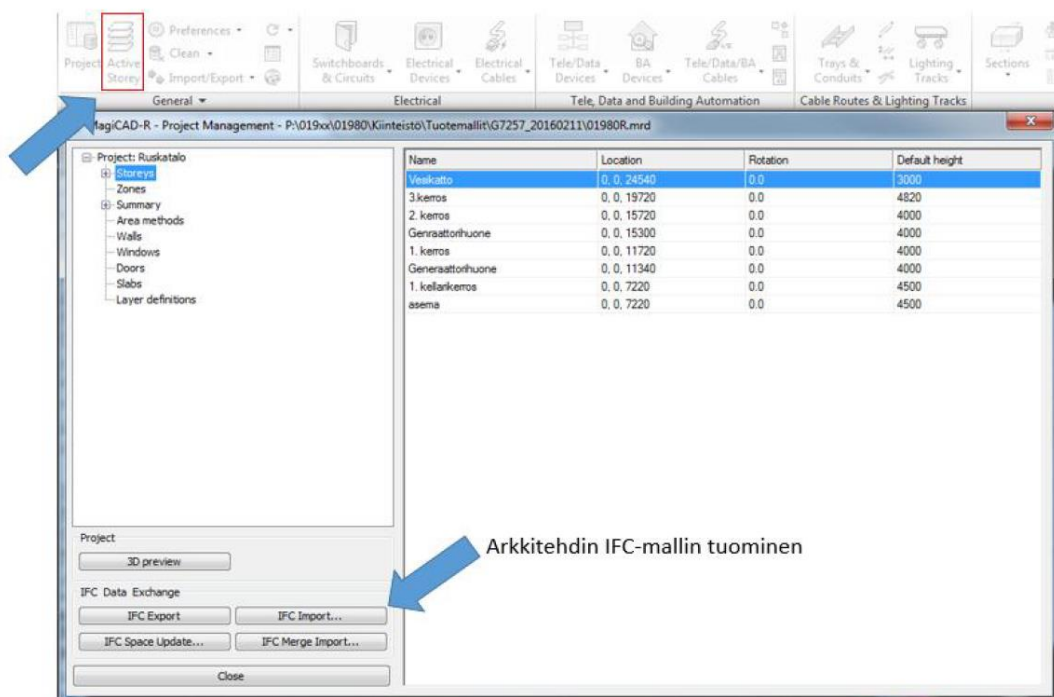 Project
Active
Storey
Preferences
Clean
Import/Export
Switchboards
& Circuits
Electrical
Devices
Electrical
Cables
Tele/Data
Devices
BA
Devices
Tele/Data/BA
Cables
Trays &
Conduits
Lighting
Tracks
Sections
General
Electrical
Tele, Data and Building Automation
Cable Routes & Lighting Tracks
MagiCAD-R - Project Management - P:\019xx\01980\Kiinteistö\Tuotemallit\G7257_20160211\01980R.mrd
Project: Ruskatalo
Storeys
Zones
Summary
Area methods
Walls
Windows
Doors
Slabs
Layer definitions
Name Location Rotation Default height
Vesikatto 0, 0, 24540 0.0 3000
3.kerros 0, 0, 19720 0.0 4820
2. kerros 0, 0, 15720 0.0 4000
Genraattorihuone 0, 0, 15300 0.0 4000
1. kerros 0, 0, 11720 0.0 4000
Generaattorihuone 0, 0, 11340 0.0 4000
1. kellarikerros 0, 0, 7220 0.0 4500
asema 0, 0, 7220 0.0 4500
Project
3D preview
Arkkitehdin IFC-mallin tuominen
IFC Data Exchange
IFC Export IFC Import...
IFC Space Update... IFC Merge Import...
Close